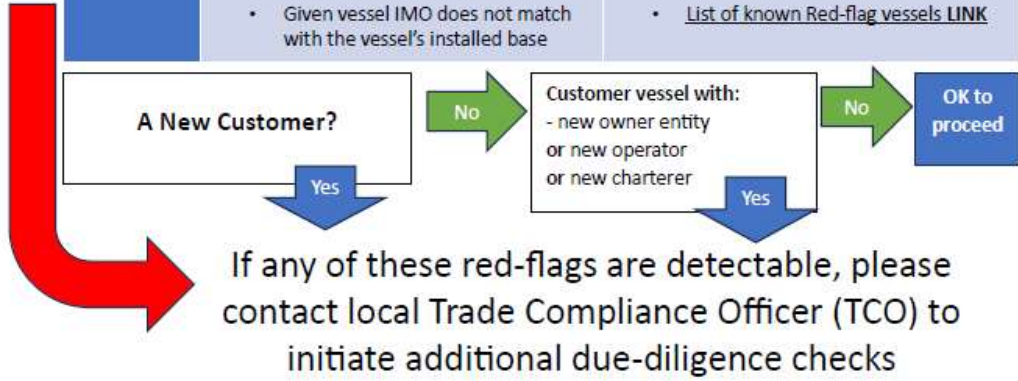 • Given vessel IMO does not match
with the vessel's installed base
• List of known Red-flag vessels LINK
A New Customer?
No
Customer vessel with:
- new owner entity
or new operator
or new charterer
No
OK to
proceed
Yes
Yes
If any of these red-flags are detectable, please
contact local Trade Compliance Officer (TCO) to
initiate additional due-diligence checks